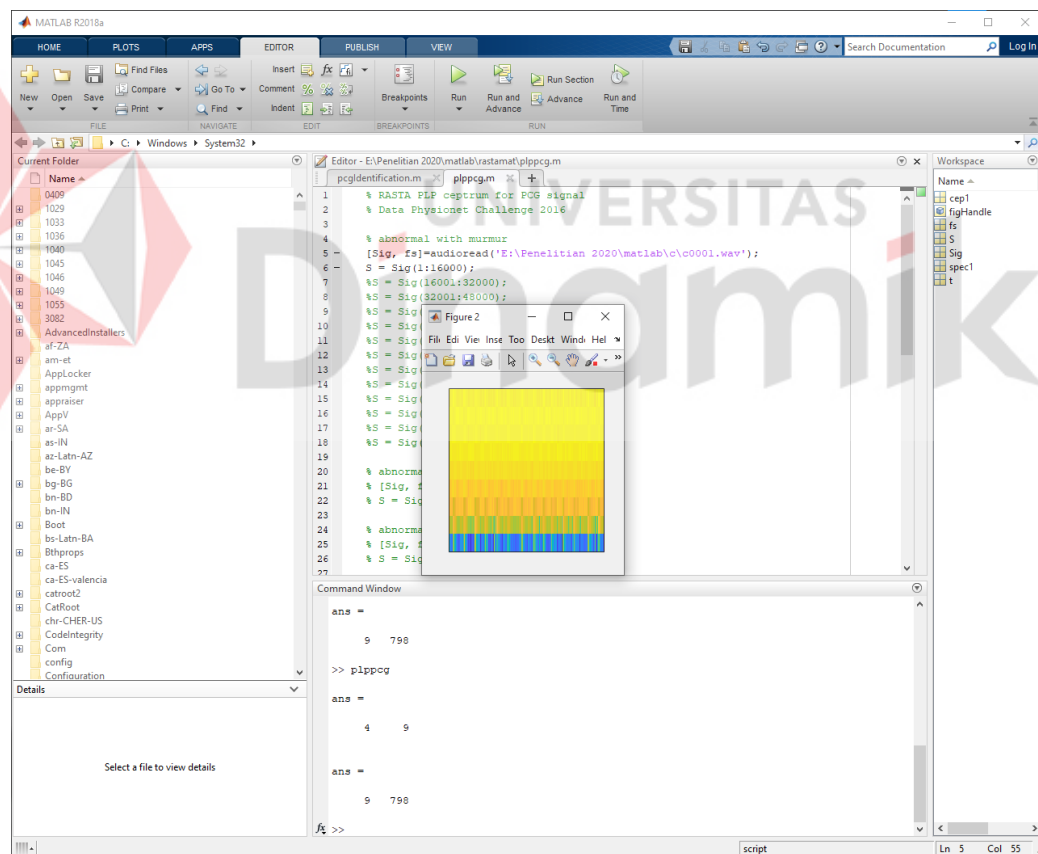 MATLAB R2018a
HOME PLOTS APPS EDITOR PUBLISH VIEW Search Documentation Log In
New Open Save Find Files Compare Print Go To Find Insert Comment Indent fx Breakpoints Run Run and Advance Run Section Advance Run and Time
FILE NAVIGATE EDIT BREAKPOINTS RUN
C: Windows System32
Current Folder
Name
0409
1029
1033
1036
1040
1045
1046
1049
1055
3082
AdvancedInstallers
af-ZA
am-et
AppLocker
appmgmt
appraiser
AppV
ar-SA
as-IN
az-Latn-AZ
be-BY
bg-BG
bn-BD
bn-IN
Boot
bs-Latn-BA
Bthprops
ca-ES
ca-ES-valencia
catroot2
CatRoot
chr-CHER-US
CodeIntegrity
Com
config
Configuration
Details
Select a file to view details
Editor - E:\Penelitian 2020\matlab\rastamat\plppcg.m
pcgIdentification.m plppcg.m +
1 % RASTA PLP ceptrum for PCG signal
2 % Data Physionet Challenge 2016
3
4 % abnormal with murmur
5 – [Sig, fs]=audioread('E:\Penelitian 2020\matlab\c\c0001.wav');
6 – S = Sig(1:16000);
7 %S = Sig(16001:32000);
8 %S = Sig(32001:48000);
9 %S = Sig(
10 %S = Sig(
11 %S = Sig(
12 %S = Sig(
13 %S = Sig(
14 %S = Sig(
15 %S = Sig(
16 %S = Sig(
17 %S = Sig(
18 %S = Sig(
19
20 % abnorma
21 % [Sig, f
22 % S = Sig
23
24 % abnorma
25 % [Sig, f
26 % S = Sig
27
Figure 2
File Edi Vie Inse Too Deskt Wind Hel
UNIVERSITAS
Dinamik
Command Window
ans =
9 798
>> plppcg
ans =
4 9
ans =
9 798
fx >>
Workspace
Name
cep1
figHandle
fs
S
Sig
spec1
t
script Ln 5 Col 55